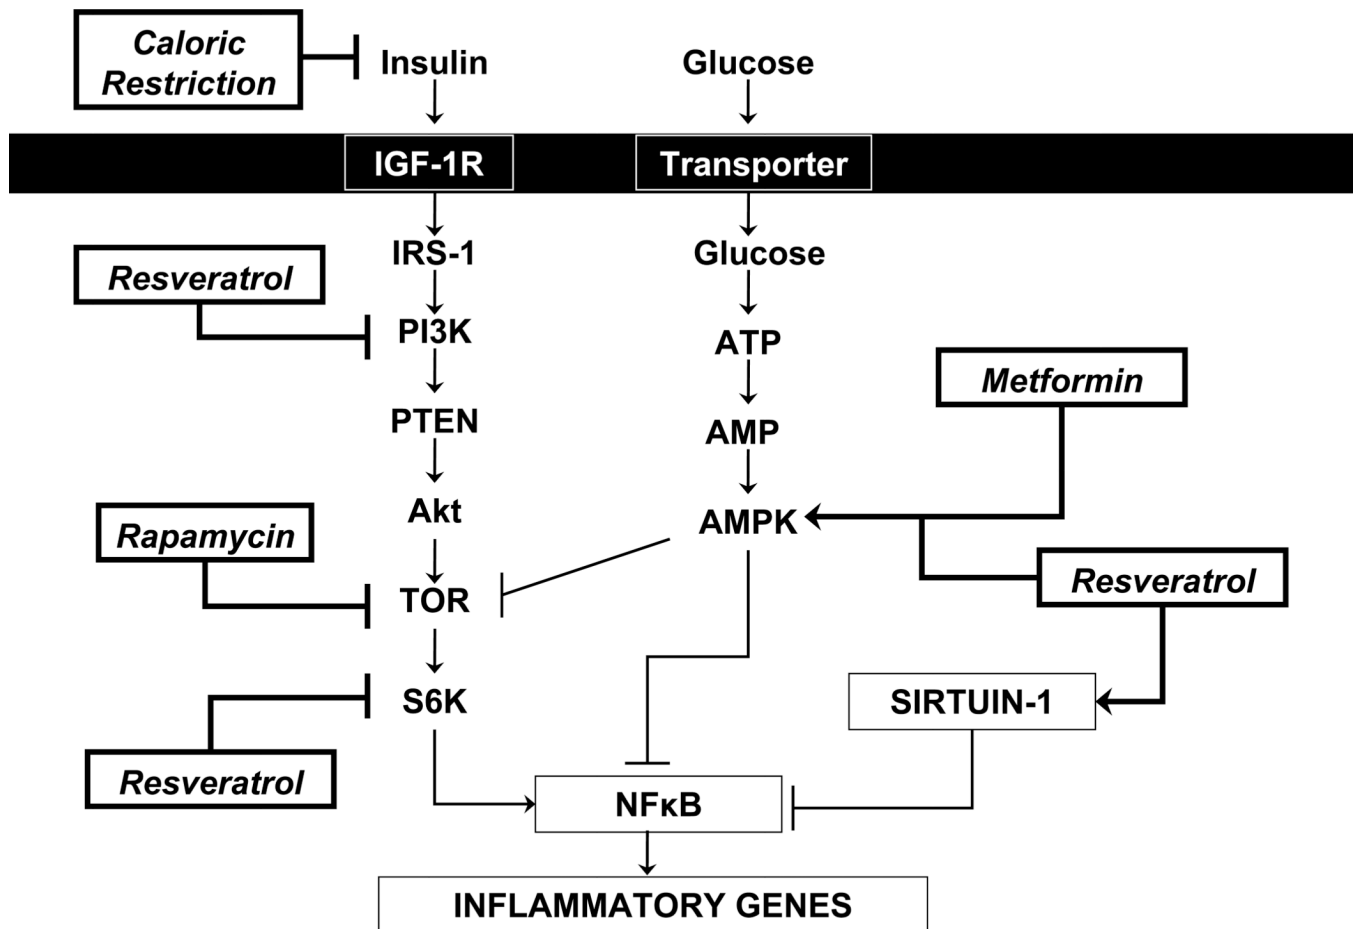 Caloric
Restriction
Insulin
Glucose
IGF-1R
Transporter
IRS-1
Glucose
Resveratrol
PI3K
ATP
Metformin
PTEN
AMP
Akt
AMPK
Rapamycin
TOR
Resveratrol
S6K
SIRTUIN-1
Resveratrol
NFκB
INFLAMMATORY GENES